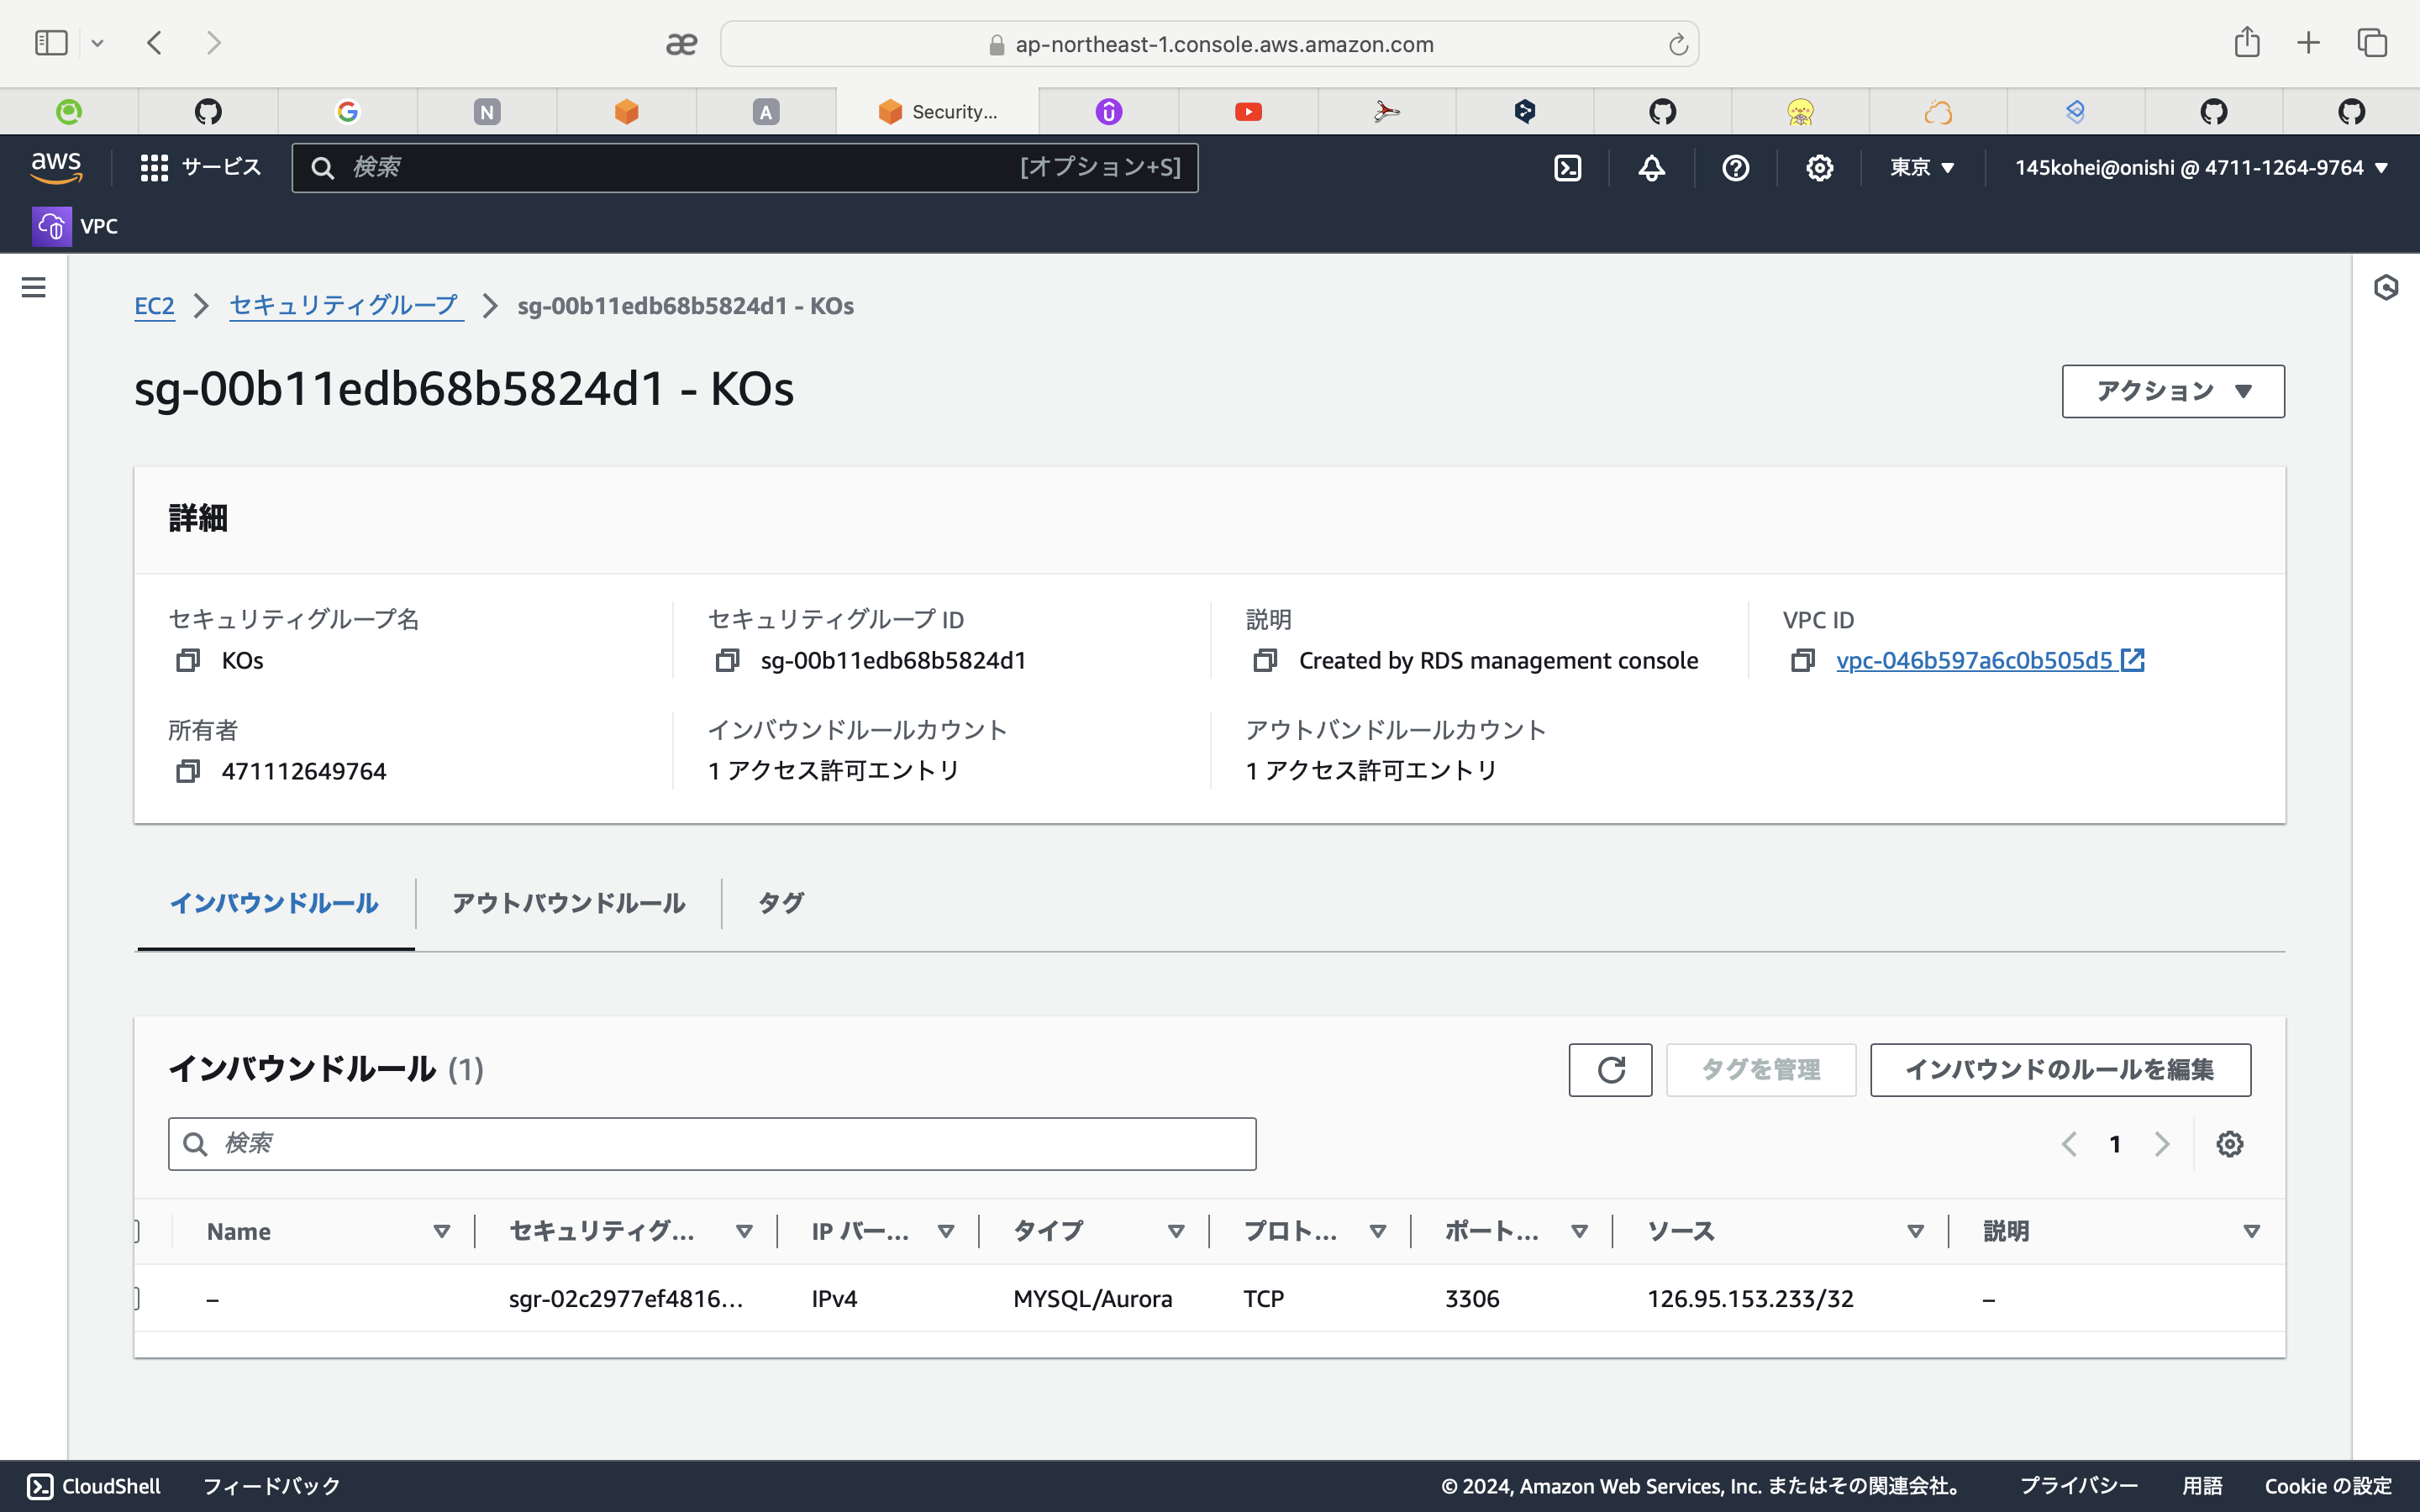 ap-northeast-1.console.aws.amazon.com
N
A
Security...
aws
サービス
検索
[オプション+S]
東京
145kohei@onishi @ 4711-1264-9764
VPC
EC2
セキュリティグループ
sg-00b11edb68b5824d1 - KOs
sg-00b11edb68b5824d1 - KOs
アクション
詳細
セキュリティグループ名
KOs
セキュリティグループ ID
sg-00b11edb68b5824d1
説明
Created by RDS management console
VPC ID
vpc-046b597a6c0b505d5
所有者
471112649764
インバウンドルールカウント
1 アクセス許可エントリ
アウトバンドルールカウント
1 アクセス許可エントリ
インバウンドルール
アウトバウンドルール
タグ
インバウンドルール (1)
タグを管理
インバウンドのルールを編集
検索
1
Name セキュリティグ... IP バー... タイプ プロト... ポート... ソース 説明
– sgr-02c2977ef4816... IPv4 MYSQL/Aurora TCP 3306 126.95.153.233/32 –
CloudShell
フィードバック
© 2024, Amazon Web Services, Inc. またはその関連会社。
プライバシー
用語
Cookie の設定